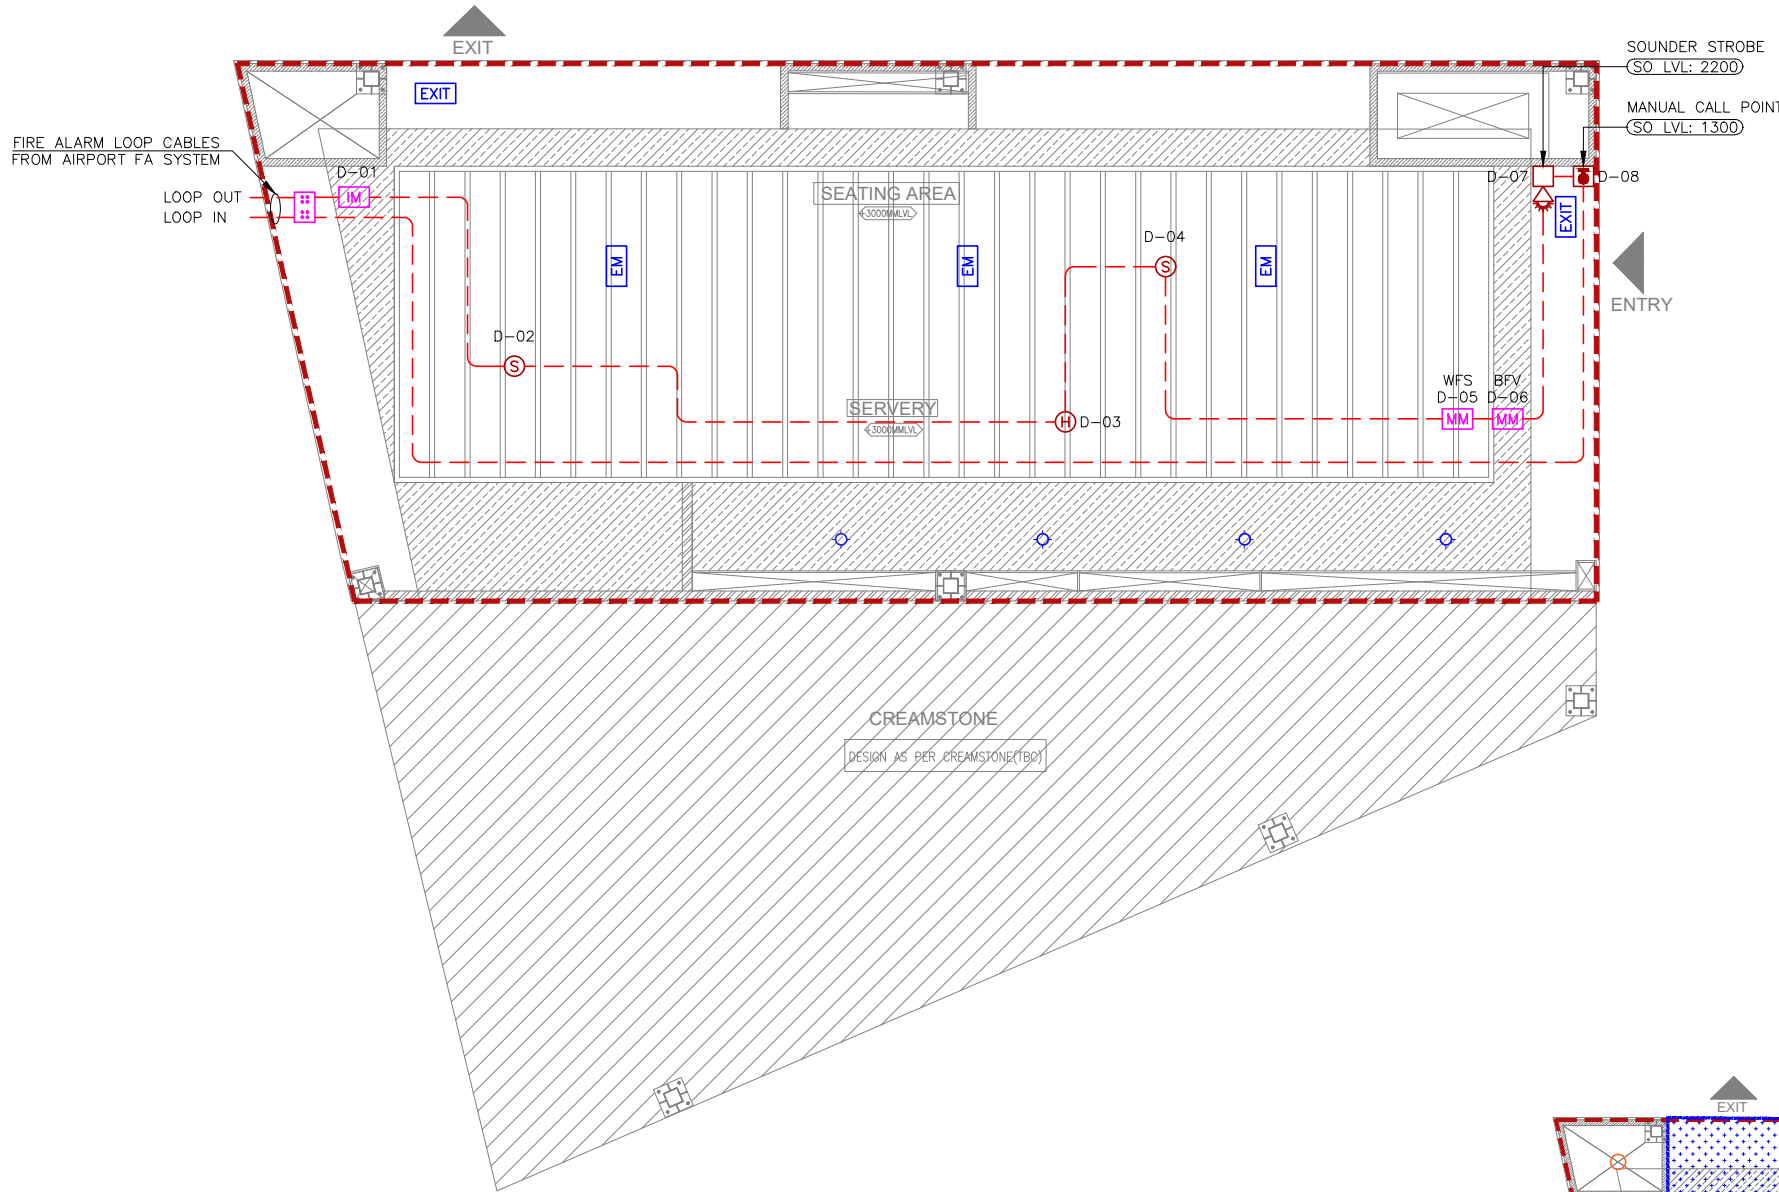 EXIT
SOUNDER STROBE
SO LVL: 2200
EXIT
MANUAL CALL POINT
SO LVL: 1300
FIRE ALARM LOOP CABLES
FROM AIRPORT FA SYSTEM
D-01
D-07
D-08
LOOP OUT
IM
SEATING AREA
+3000MMLVL
EXIT
LOOP IN
D-04
EM
EM
S
EM
ENTRY
D-02
S
WFS
BFV
D-05
D-06
SERVERY
+3000MMLVL
H
D-03
MM
MM
CREAMSTONE
DESIGN AS PER CREAMSTONE(TBC)
EXIT